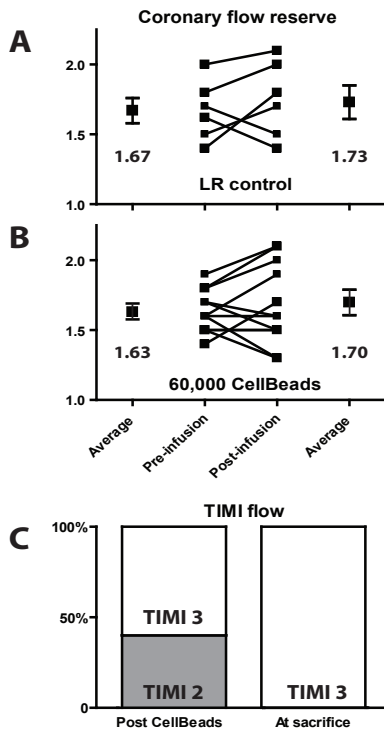 Coronary flow reserve
A
2.0
1.5
1.0
1.67
1.73
LR control
B
2.0
1.5
1.0
1.63
1.70
60,000 CellBeads
Average
Pre-infusion
Post-infusion
Average
TIMI flow
C
100%
50%
0
TIMI 3
TIMI 2
TIMI 3
Post CellBeads
At sacrifice